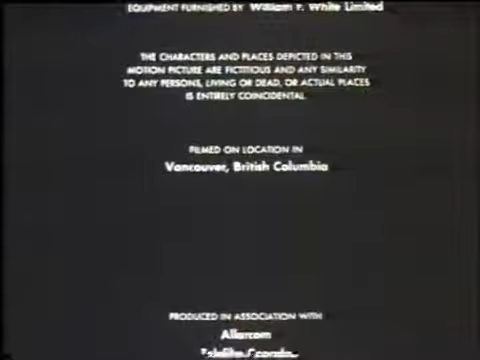 EQUIPMENT FURNISHED BY William F. White Limited
THE CHARACTERS AND PLACES DEPICTED IN THIS
MOTION PICTURE ARE FICTITIOUS AND ANY SIMILARITY
TO ANY PERSONS, LIVING OR DEAD, OR ACTUAL PLACES
IS ENTIRELY COINCIDENTAL.
FILMED ON LOCATION IN
Vancouver, British Columbia
PRODUCED IN ASSOCIATION WITH
Allarcom
Telefilm Canada